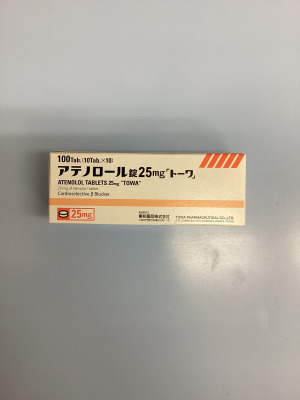 100Tab.(10Tab.×10)
アテノロール錠25mg「トーワ」
ATENOLOL TABLETS 25mg "TOWA"
Cardioselective β Blocker
25mg
東和薬品株式会社
TOWA PHARMACEUTICAL CO.,LTD.